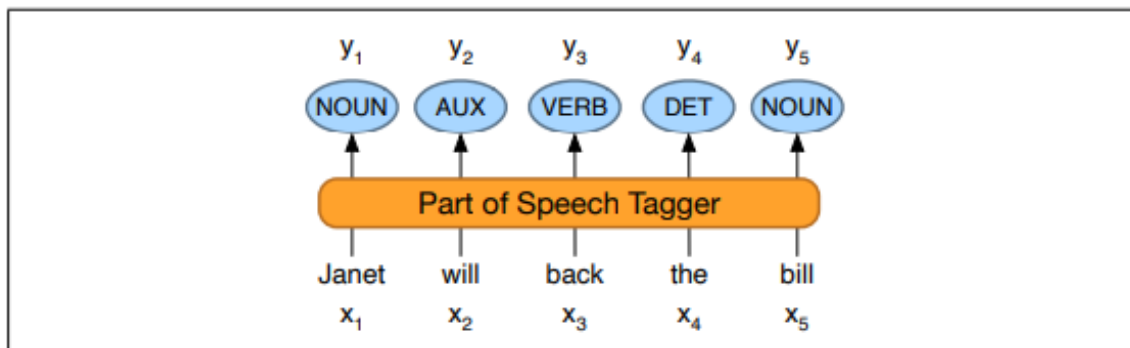 y1 y2 y3 y4 y5
NOUN AUX VERB DET NOUN
Part of Speech Tagger
Janet will back the bill
x1 x2 x3 x4 x5